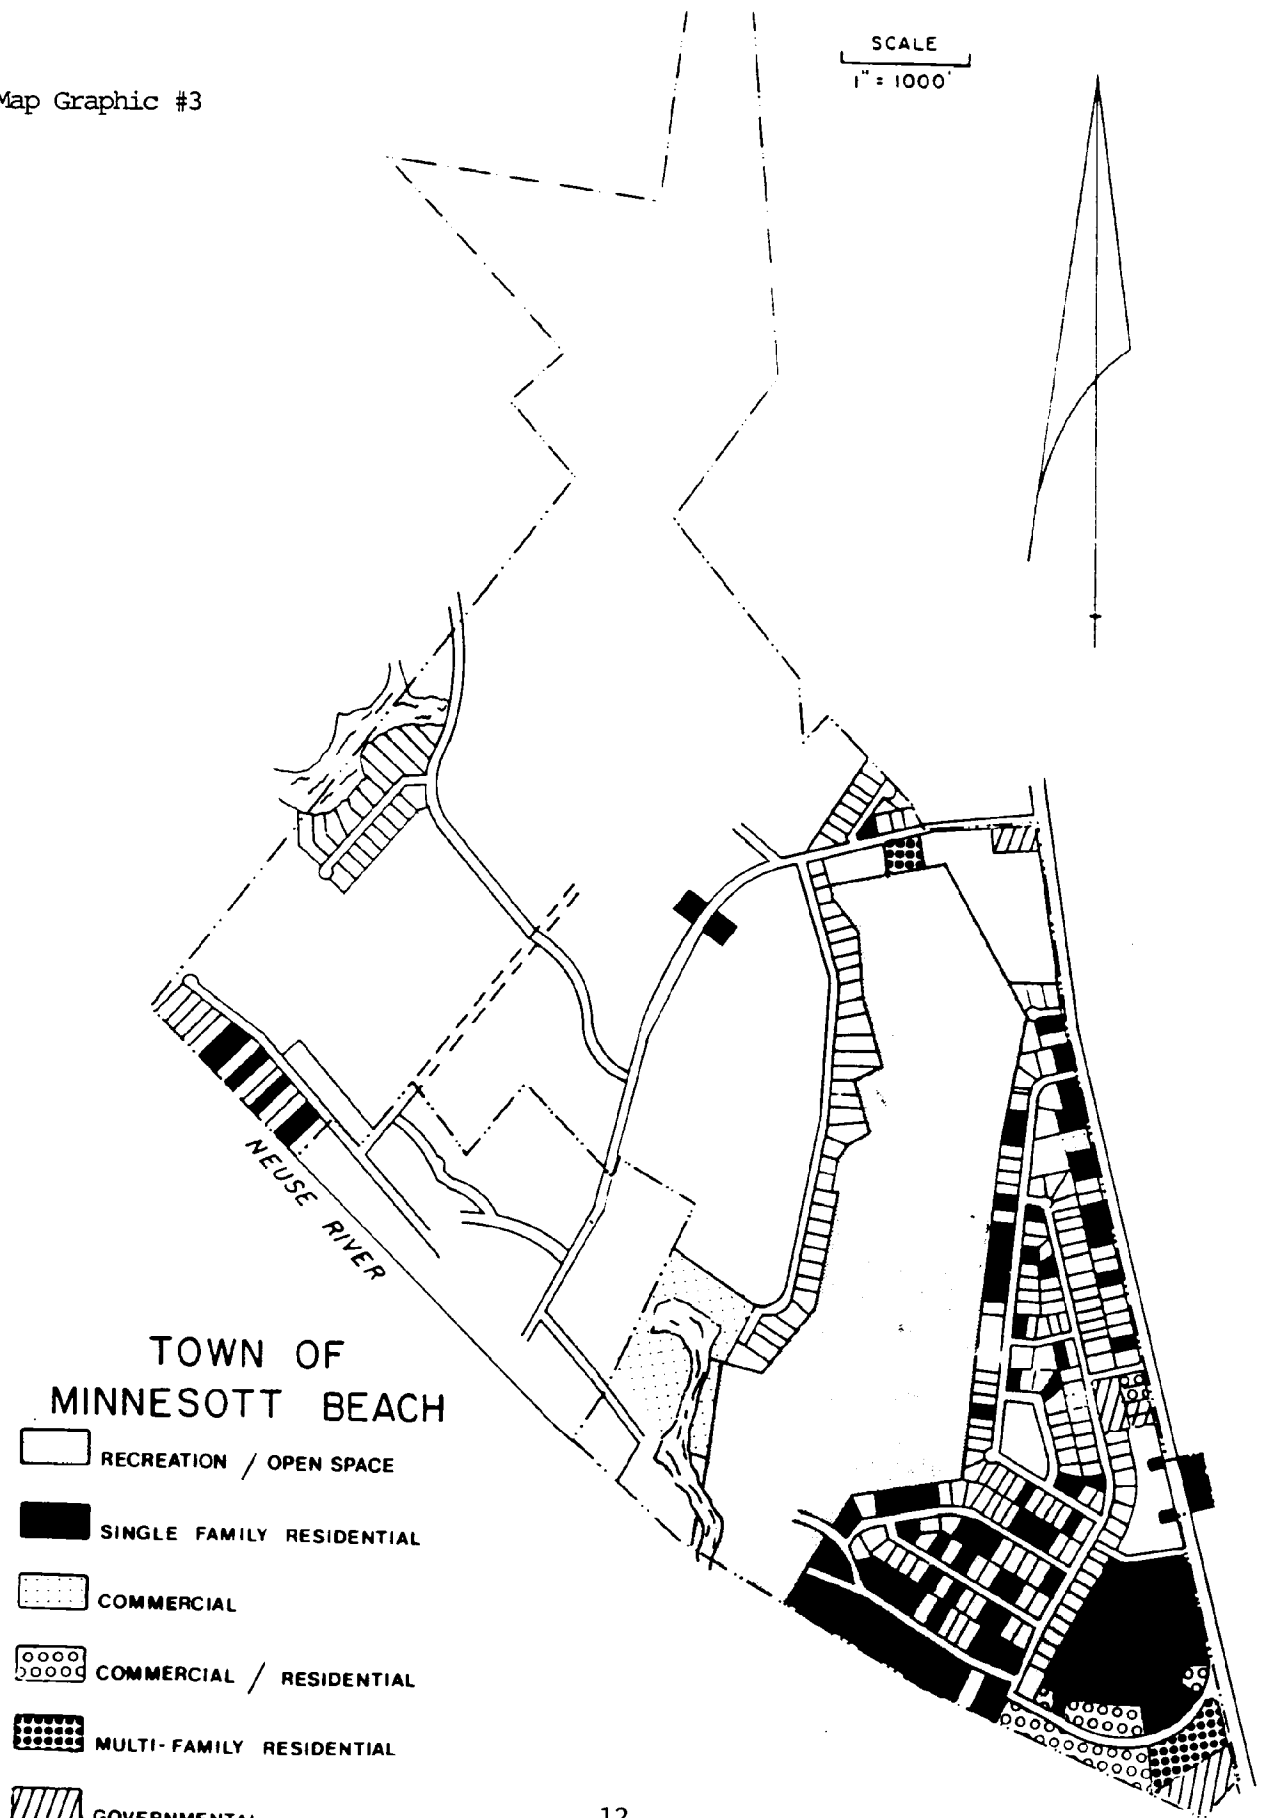 SCALE
1" = 1000'
Map Graphic #3
NEUSE RIVER
TOWN OF
MINNESOTT BEACH
RECREATION / OPEN SPACE
SINGLE FAMILY RESIDENTIAL
COMMERCIAL
COMMERCIAL / RESIDENTIAL
MULTI-FAMILY RESIDENTIAL
GOVERNMENTAL
12